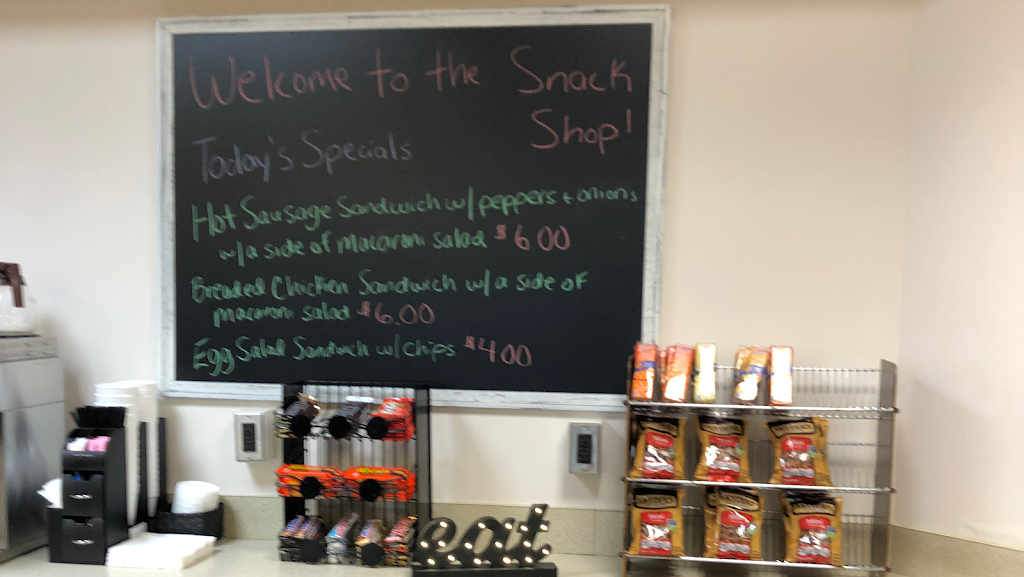 Welcome to the Snack
Shop!
Today's Specials
Hot Sausage Sandwich w/peppers + onions
w/a side of macaroni salad $6.00
Breaded Chicken Sandwich w/a side of
macaroni salad $6.00
Egg Salad Sandwich w/chips $4.00
eat